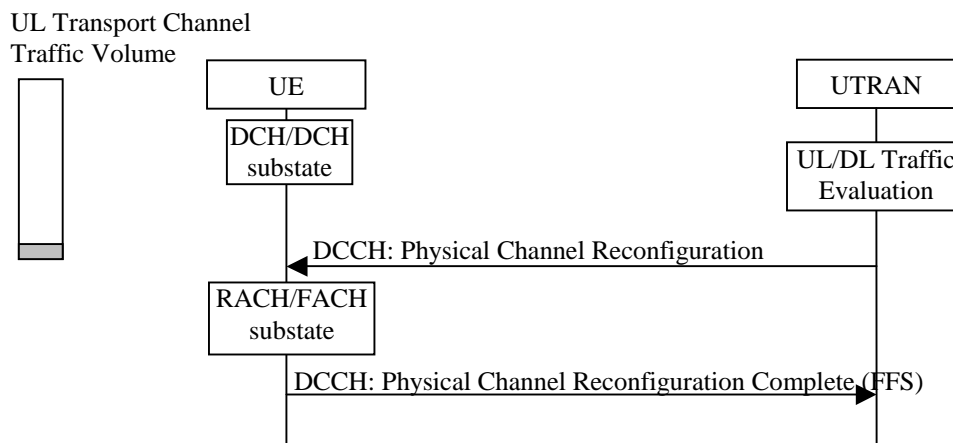 UL Transport Channel
Traffic Volume
UE
UTRAN
DCH/DCH
substate
UL/DL Traffic
Evaluation
DCCH: Physical Channel Reconfiguration
RACH/FACH
substate
DCCH: Physical Channel Reconfiguration Complete (FFS)